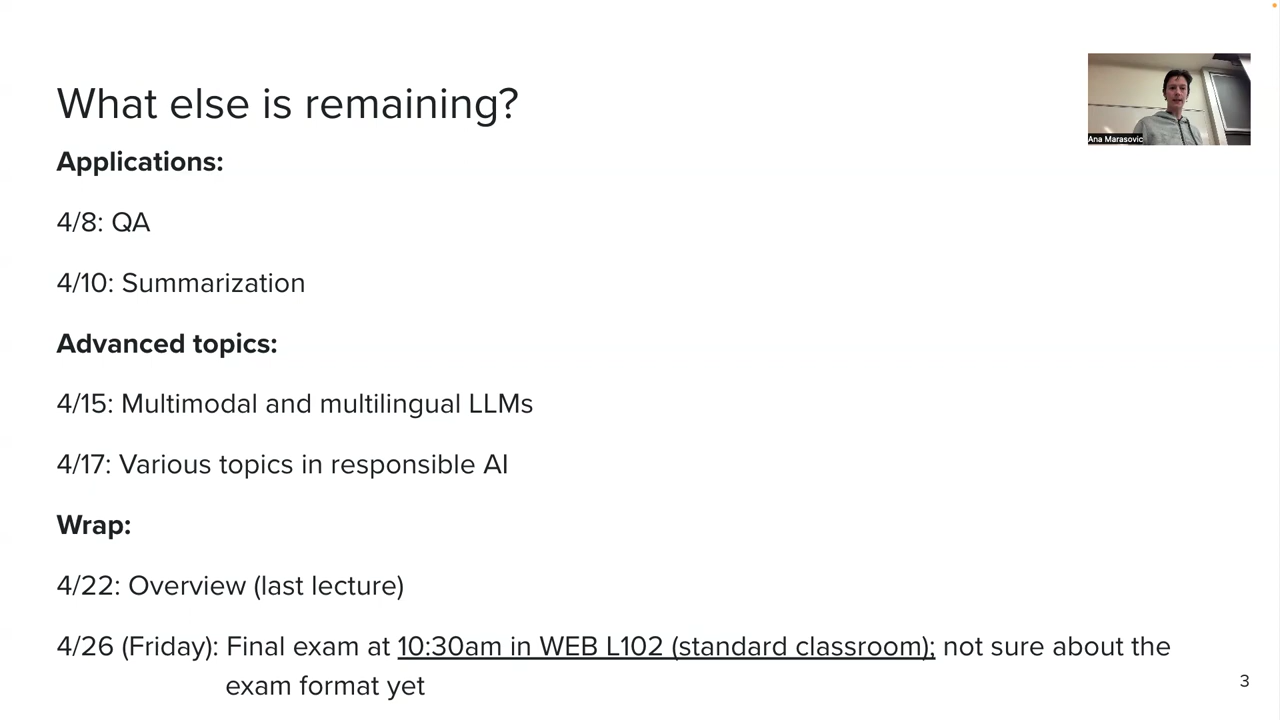 What else is remaining?
Ana Marasovic
Applications:
4/8: QA
4/10: Summarization
Advanced topics:
4/15: Multimodal and multilingual LLMs
4/17: Various topics in responsible AI
Wrap:
4/22: Overview (last lecture)
4/26 (Friday): Final exam at 10:30am in WEB L102 (standard classroom); not sure about the
exam format yet
3